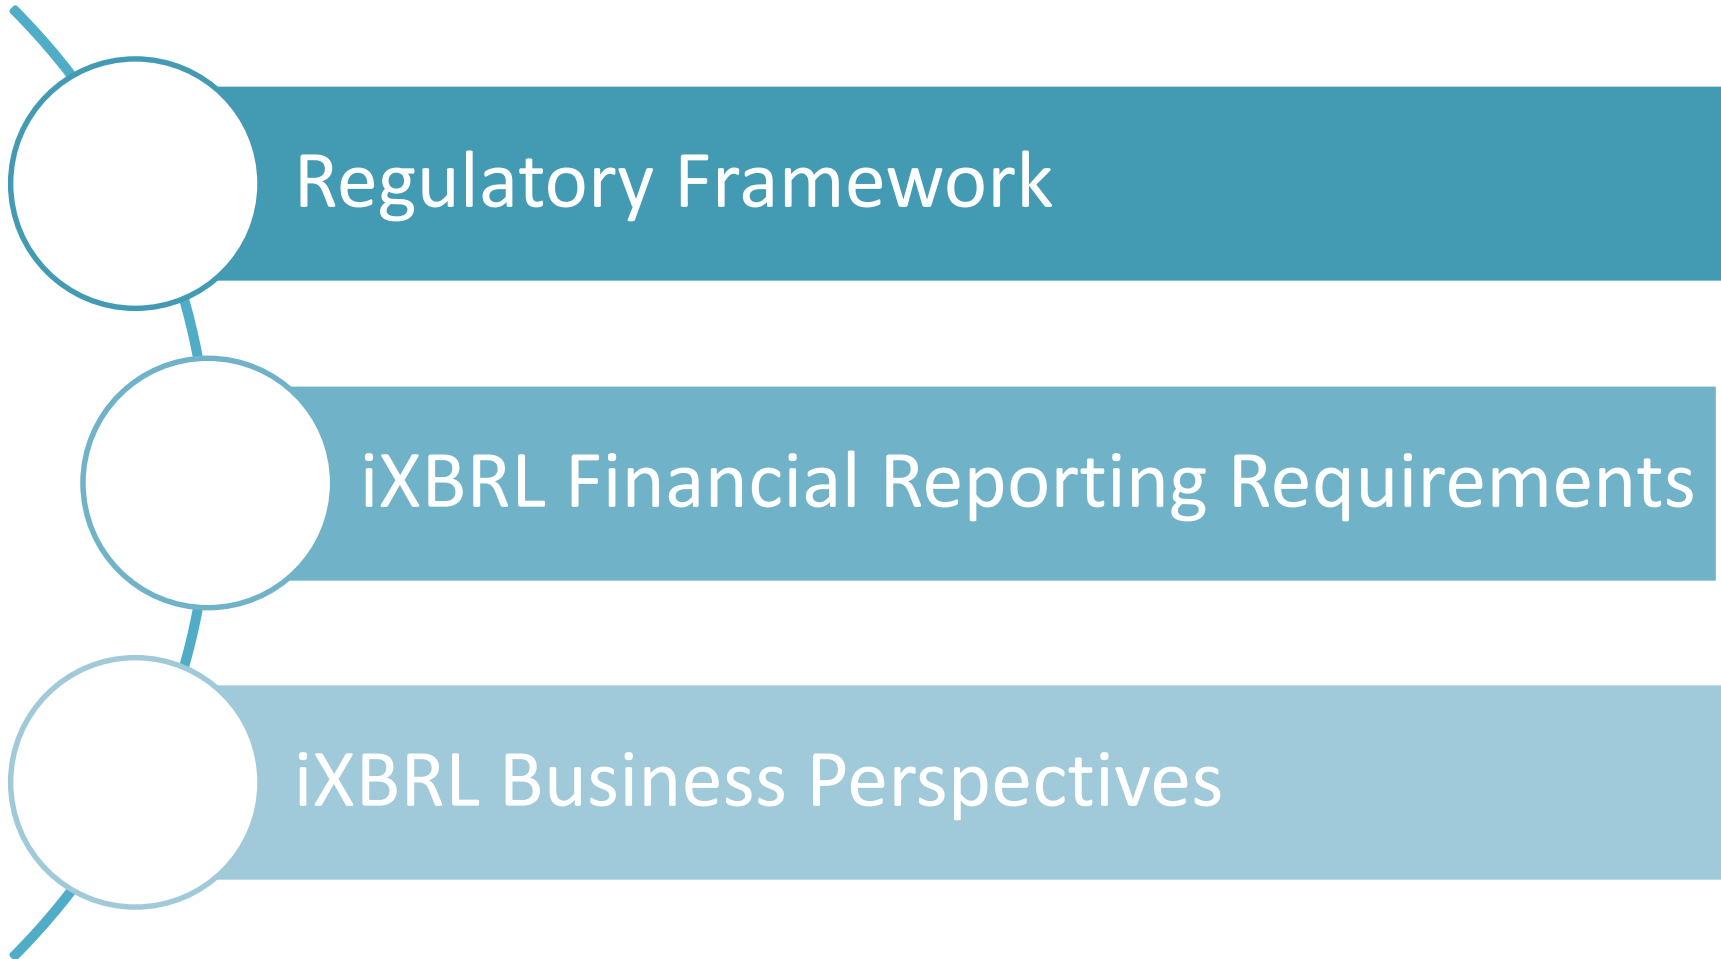 Regulatory Framework
iXBRL Financial Reporting Requirements
iXBRL Business Perspectives